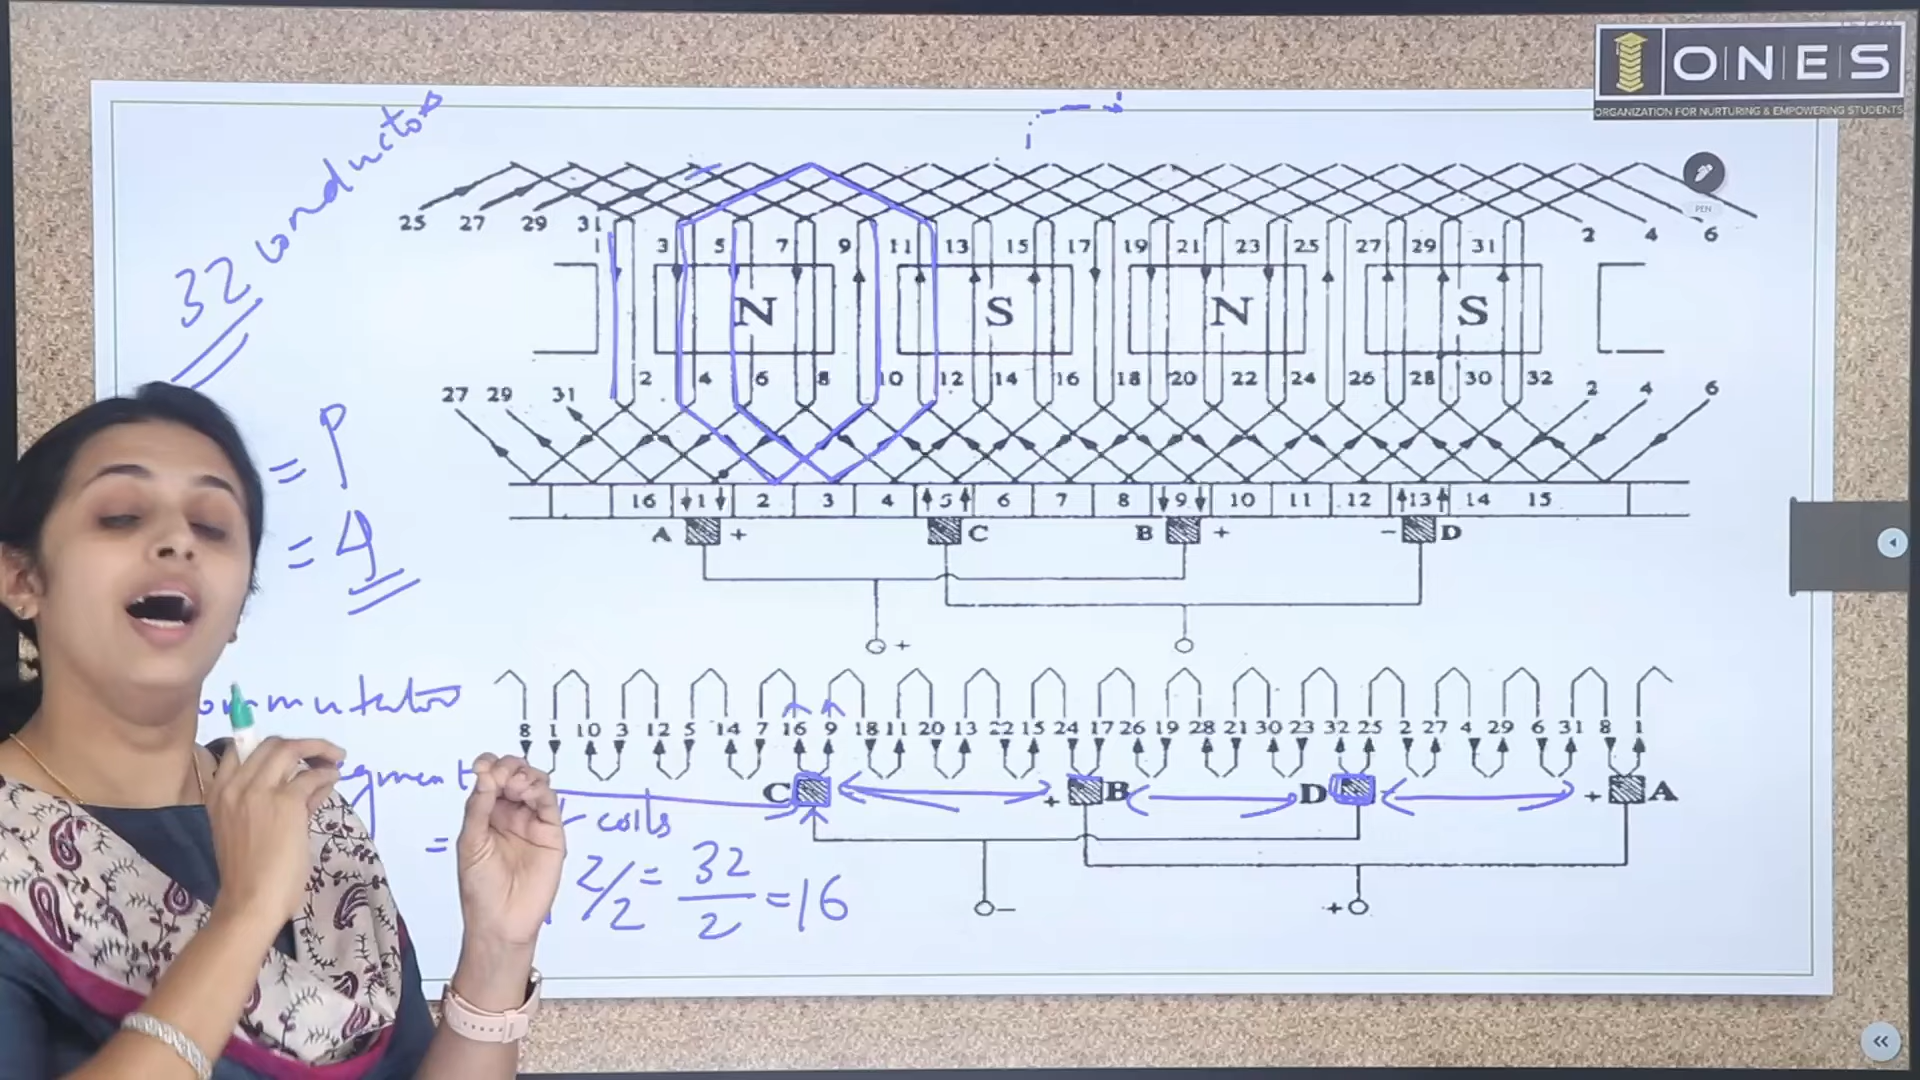 ONES
ORGANIZATION FOR NURTURING & EMPOWERING STUDENTS
32 conductors
PEN
25 27 29 31 2 4 6
3 5 7 9 11 13 15 17 19 21 23 25 27 29 31
N S N S
2 4 6 8 10 12 14 16 18 20 22 24 26 28 30 32
27 29 31 2 4 6
16 1 2 3 4 5 6 7 8 9 10 11 12 13 14 15
A + C B + - D
+
= P
= 4
8 1 10 3 12 5 14 7 16 9 18 11 20 13 22 15 24 17 26 19 28 21 30 23 32 25 2 27 4 29 6 31 8 1
C + B D - + A
- +
coils
= 32/2 = 16